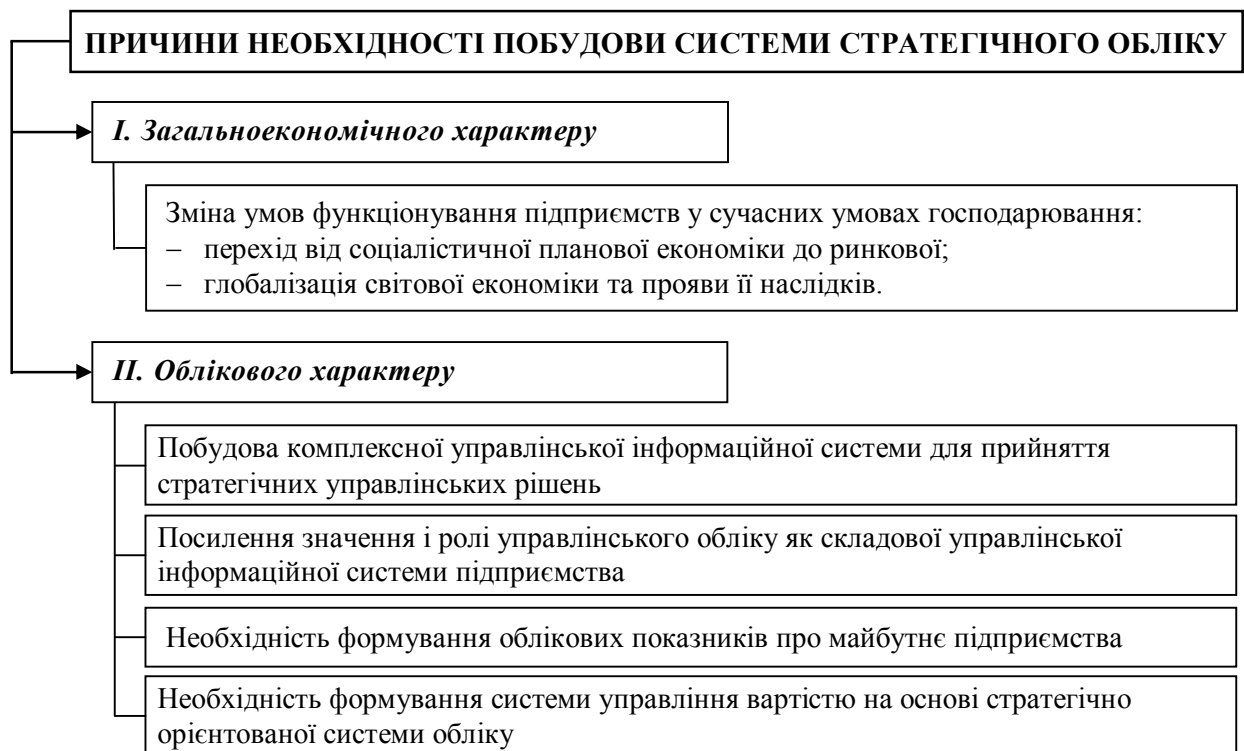 ПРИЧИНИ НЕОБХІДНОСТІ ПОБУДОВИ СИСТЕМИ СТРАТЕГІЧНОГО ОБЛІКУ
І. Загальноекономічного характеру
Зміна умов функціонування підприємств у сучасних умовах господарювання:
– перехід від соціалістичної планової економіки до ринкової;
– глобалізація світової економіки та прояви її наслідків.
ІІ. Облікового характеру
Побудова комплексної управлінської інформаційної системи для прийняття
стратегічних управлінських рішень
Посилення значення і ролі управлінського обліку як складової управлінської
інформаційної системи підприємства
Необхідність формування облікових показників про майбутнє підприємства
Необхідність формування системи управління вартістю на основі стратегічно
орієнтованої системи обліку